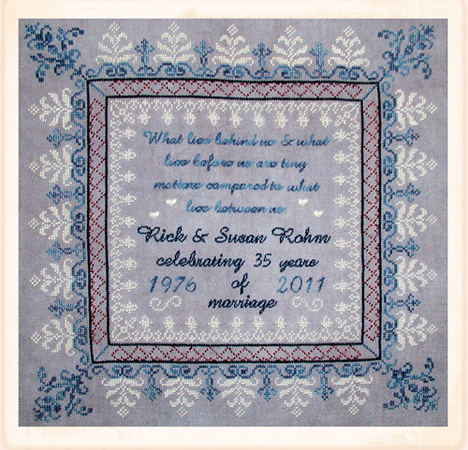 What lies behind us & what
lies before us are tiny
matters compared to what
lies between us.
Rick & Susan Rohm
celebrating 35 years
1976 of 2011
marriage